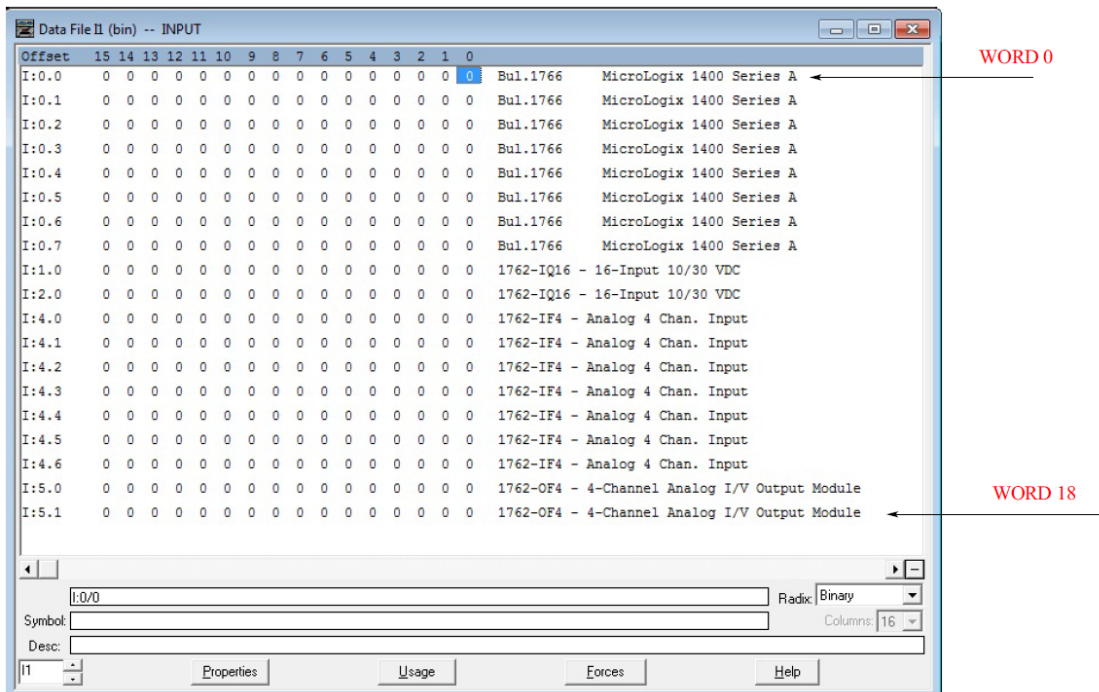 Data File I1 (bin) -- INPUT
Offset 15 14 13 12 11 10 9 8 7 6 5 4 3 2 1 0
WORD 0
I:0.0 0 0 0 0 0 0 0 0 0 0 0 0 0 0 0 0 Bul.1766 MicroLogix 1400 Series A
I:0.1 0 0 0 0 0 0 0 0 0 0 0 0 0 0 0 0 Bul.1766 MicroLogix 1400 Series A
I:0.2 0 0 0 0 0 0 0 0 0 0 0 0 0 0 0 0 Bul.1766 MicroLogix 1400 Series A
I:0.3 0 0 0 0 0 0 0 0 0 0 0 0 0 0 0 0 Bul.1766 MicroLogix 1400 Series A
I:0.4 0 0 0 0 0 0 0 0 0 0 0 0 0 0 0 0 Bul.1766 MicroLogix 1400 Series A
I:0.5 0 0 0 0 0 0 0 0 0 0 0 0 0 0 0 0 Bul.1766 MicroLogix 1400 Series A
I:0.6 0 0 0 0 0 0 0 0 0 0 0 0 0 0 0 0 Bul.1766 MicroLogix 1400 Series A
I:0.7 0 0 0 0 0 0 0 0 0 0 0 0 0 0 0 0 Bul.1766 MicroLogix 1400 Series A
I:1.0 0 0 0 0 0 0 0 0 0 0 0 0 0 0 0 0 1762-IQ16 - 16-Input 10/30 VDC
I:2.0 0 0 0 0 0 0 0 0 0 0 0 0 0 0 0 0 1762-IQ16 - 16-Input 10/30 VDC
I:4.0 0 0 0 0 0 0 0 0 0 0 0 0 0 0 0 0 1762-IF4 - Analog 4 Chan. Input
I:4.1 0 0 0 0 0 0 0 0 0 0 0 0 0 0 0 0 1762-IF4 - Analog 4 Chan. Input
I:4.2 0 0 0 0 0 0 0 0 0 0 0 0 0 0 0 0 1762-IF4 - Analog 4 Chan. Input
I:4.3 0 0 0 0 0 0 0 0 0 0 0 0 0 0 0 0 1762-IF4 - Analog 4 Chan. Input
I:4.4 0 0 0 0 0 0 0 0 0 0 0 0 0 0 0 0 1762-IF4 - Analog 4 Chan. Input
I:4.5 0 0 0 0 0 0 0 0 0 0 0 0 0 0 0 0 1762-IF4 - Analog 4 Chan. Input
I:4.6 0 0 0 0 0 0 0 0 0 0 0 0 0 0 0 0 1762-IF4 - Analog 4 Chan. Input
I:5.0 0 0 0 0 0 0 0 0 0 0 0 0 0 0 0 0 1762-OF4 - 4-Channel Analog I/V Output Module
WORD 18
I:5.1 0 0 0 0 0 0 0 0 0 0 0 0 0 0 0 0 1762-OF4 - 4-Channel Analog I/V Output Module
I:0/0
Radix: Binary
Symbol:
Columns: 16
Desc:
I1 Properties Usage Forces Help